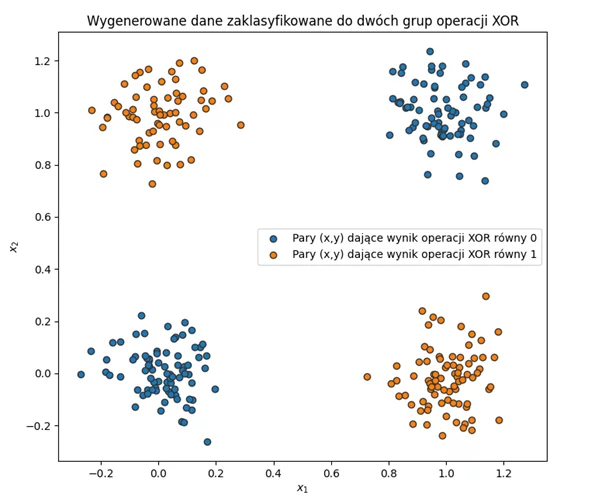 Wygenerowane dane zaklasyfikowane do dwóch grup operacji XOR
1.2
1.0
0.8
0.6
0.4
0.2
0.0
−0.2
x₂
Pary (x,y) dające wynik operacji XOR równy 0
Pary (x,y) dające wynik operacji XOR równy 1
−0.2 0.0 0.2 0.4 0.6 0.8 1.0 1.2
x₁